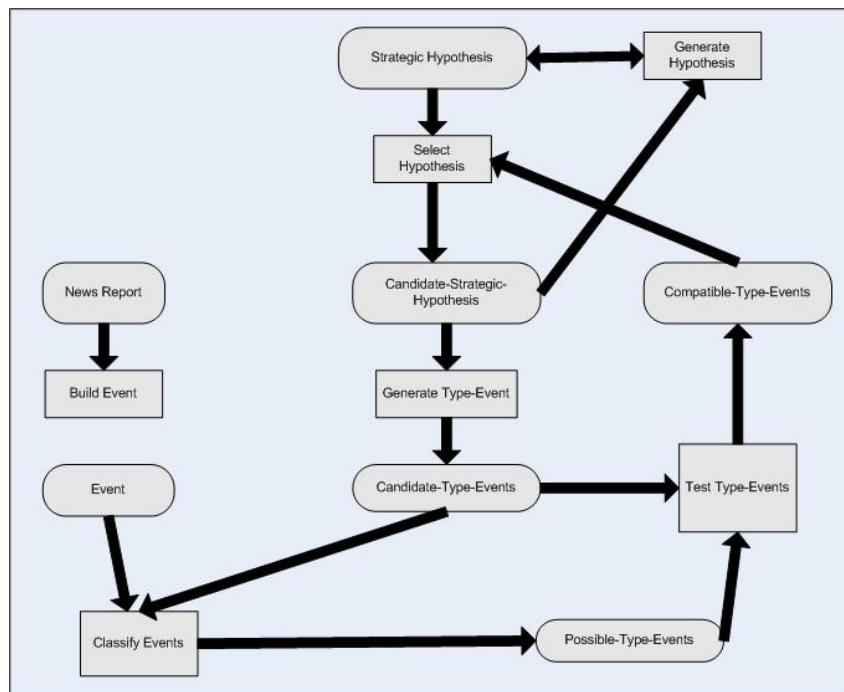 Strategic Hypothesis
Generate
Hypothesis
Select
Hypothesis
News Report
Candidate-Strategic-
Hypothesis
Compatible-Type-Events
Build Event
Generate Type-Event
Event
Candidate-Type-Events
Test Type-Events
Classify Events
Possible-Type-Events